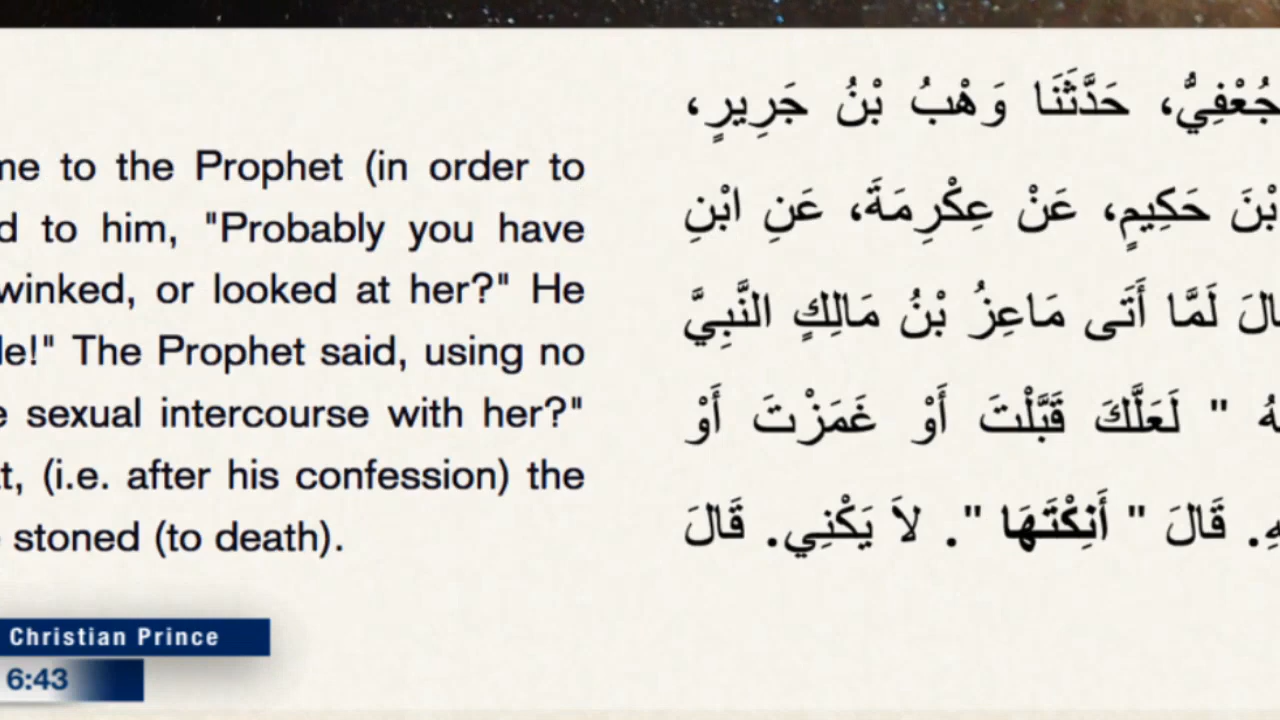 me to the Prophet (in order to
d to him, "Probably you have
winked, or looked at her?" He
le!" The Prophet said, using no
e sexual intercourse with her?"
t, (i.e. after his confession) the
stoned (to death).
جُعْفِيُّ، حَدَّثَنَا وَهْبُ بْنُ جَرِيرٍ،
بْنَ حَكِيمٍ، عَنْ عِكْرِمَةَ، عَنِ ابْنِ
الَ لَمَّا أَتَى مَاعِزُ بْنُ مَالِكٍ النَّبِيَّ
هُ " لَعَلَّكَ قَبَّلْتَ أَوْ غَمَزْتَ أَوْ
هِ. قَالَ " أَنِكْتَهَا ". لاَ يَكْنِي. قَالَ
Christian Prince
6:43